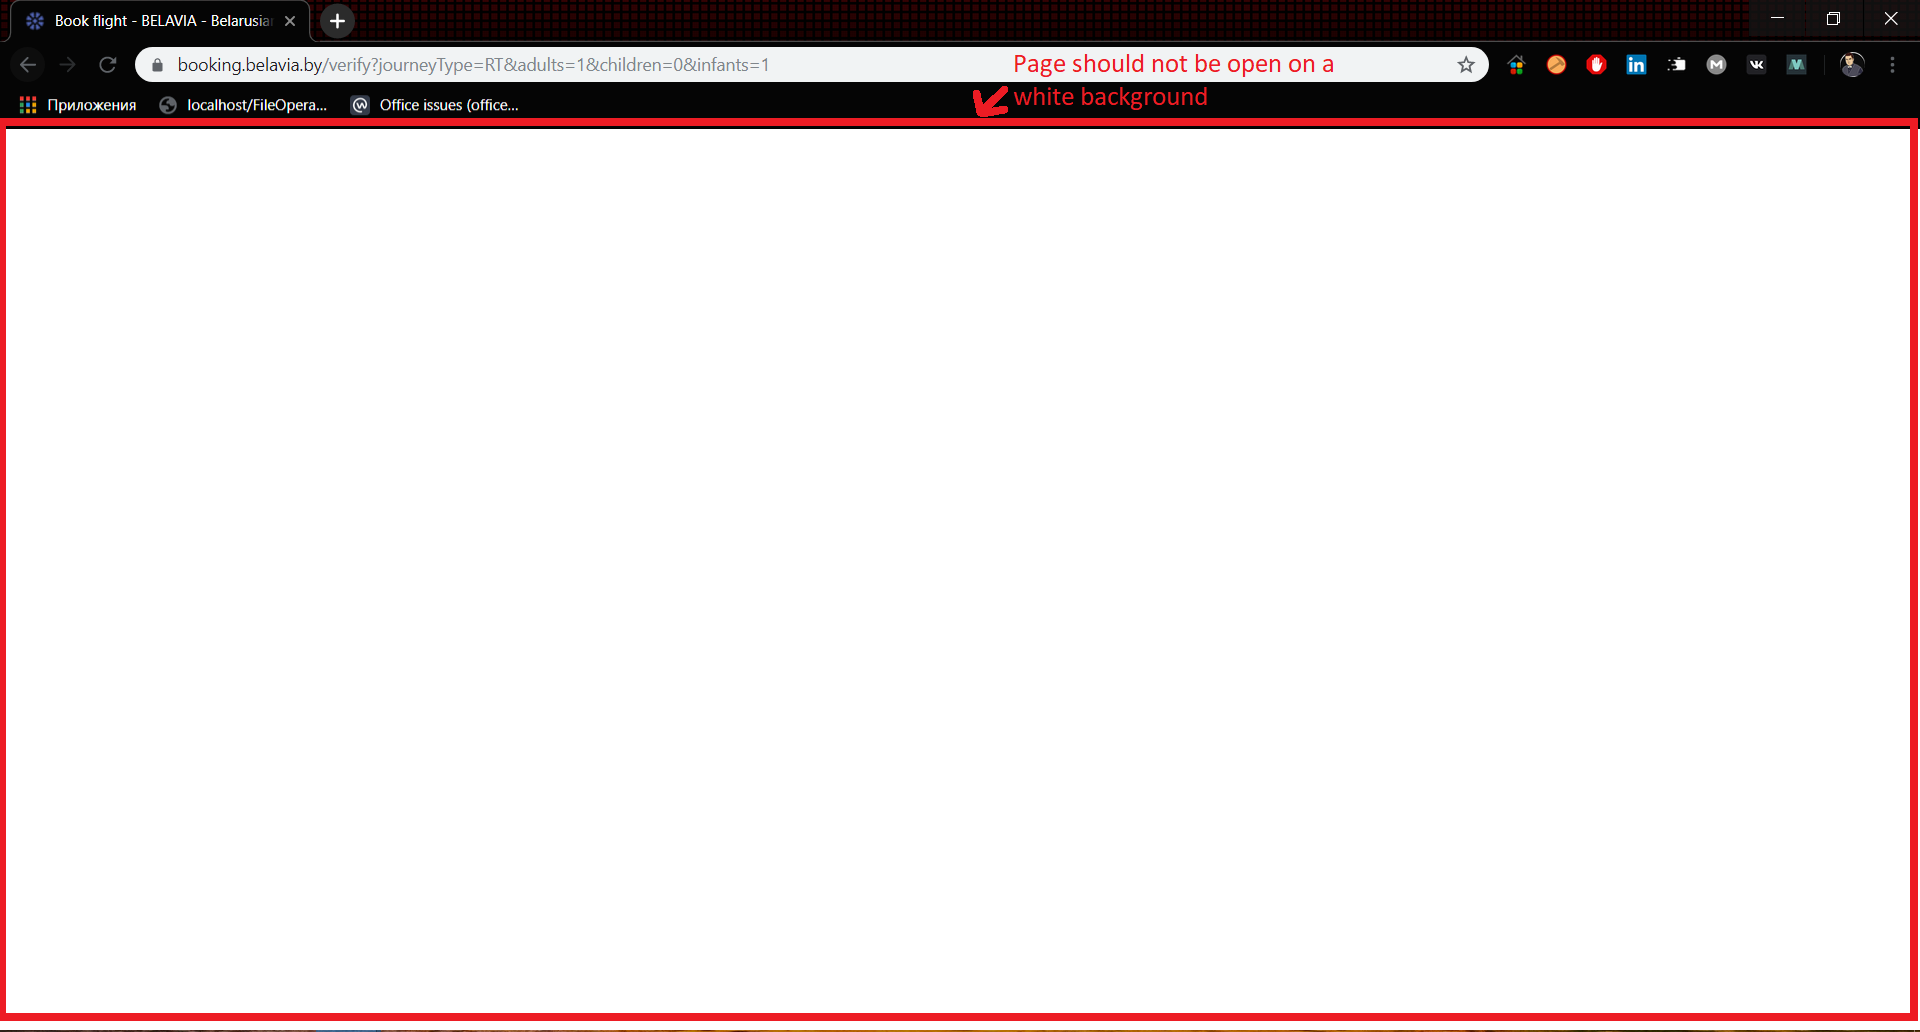 Book flight - BELAVIA - Belarusian
booking.belavia.by/verify?journeyType=RT&adults=1&children=0&infants=1
Page should not be open on a
white background
Приложения
localhost/FileOpera...
Office issues (office...